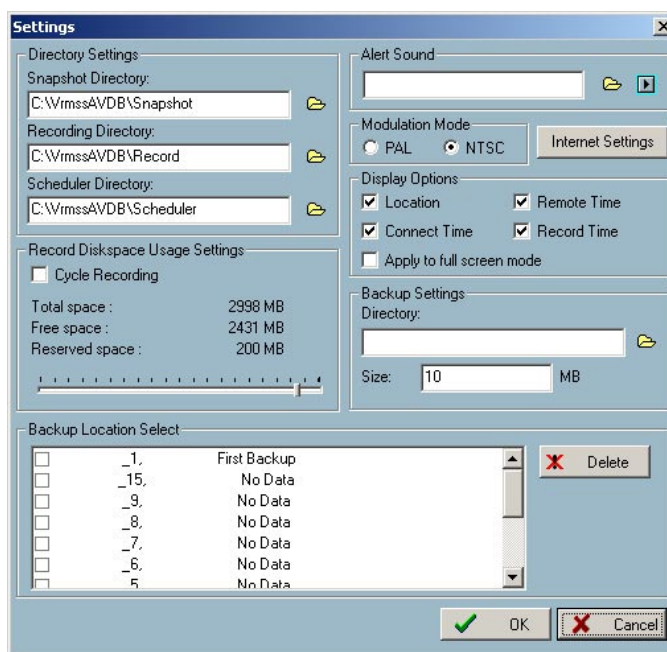 Settings
Directory Settings
Snapshot Directory:
C:\VrmssAVDB\Snapshot
Recording Directory:
C:\VrmssAVDB\Record
Scheduler Directory:
C:\VrmssAVDB\Scheduler
Record Diskspace Usage Settings
Cycle Recording
Total space : 2998 MB
Free space : 2431 MB
Reserved space : 200 MB
Alert Sound
Modulation Mode
PAL NTSC
Internet Settings
Display Options
Location Remote Time
Connect Time Record Time
Apply to full screen mode
Backup Settings
Directory:
Size: 10 MB
Backup Location Select
_1, First Backup
_15, No Data
_9, No Data
_8, No Data
_7, No Data
_6, No Data
_5, No Data
Delete
OK Cancel